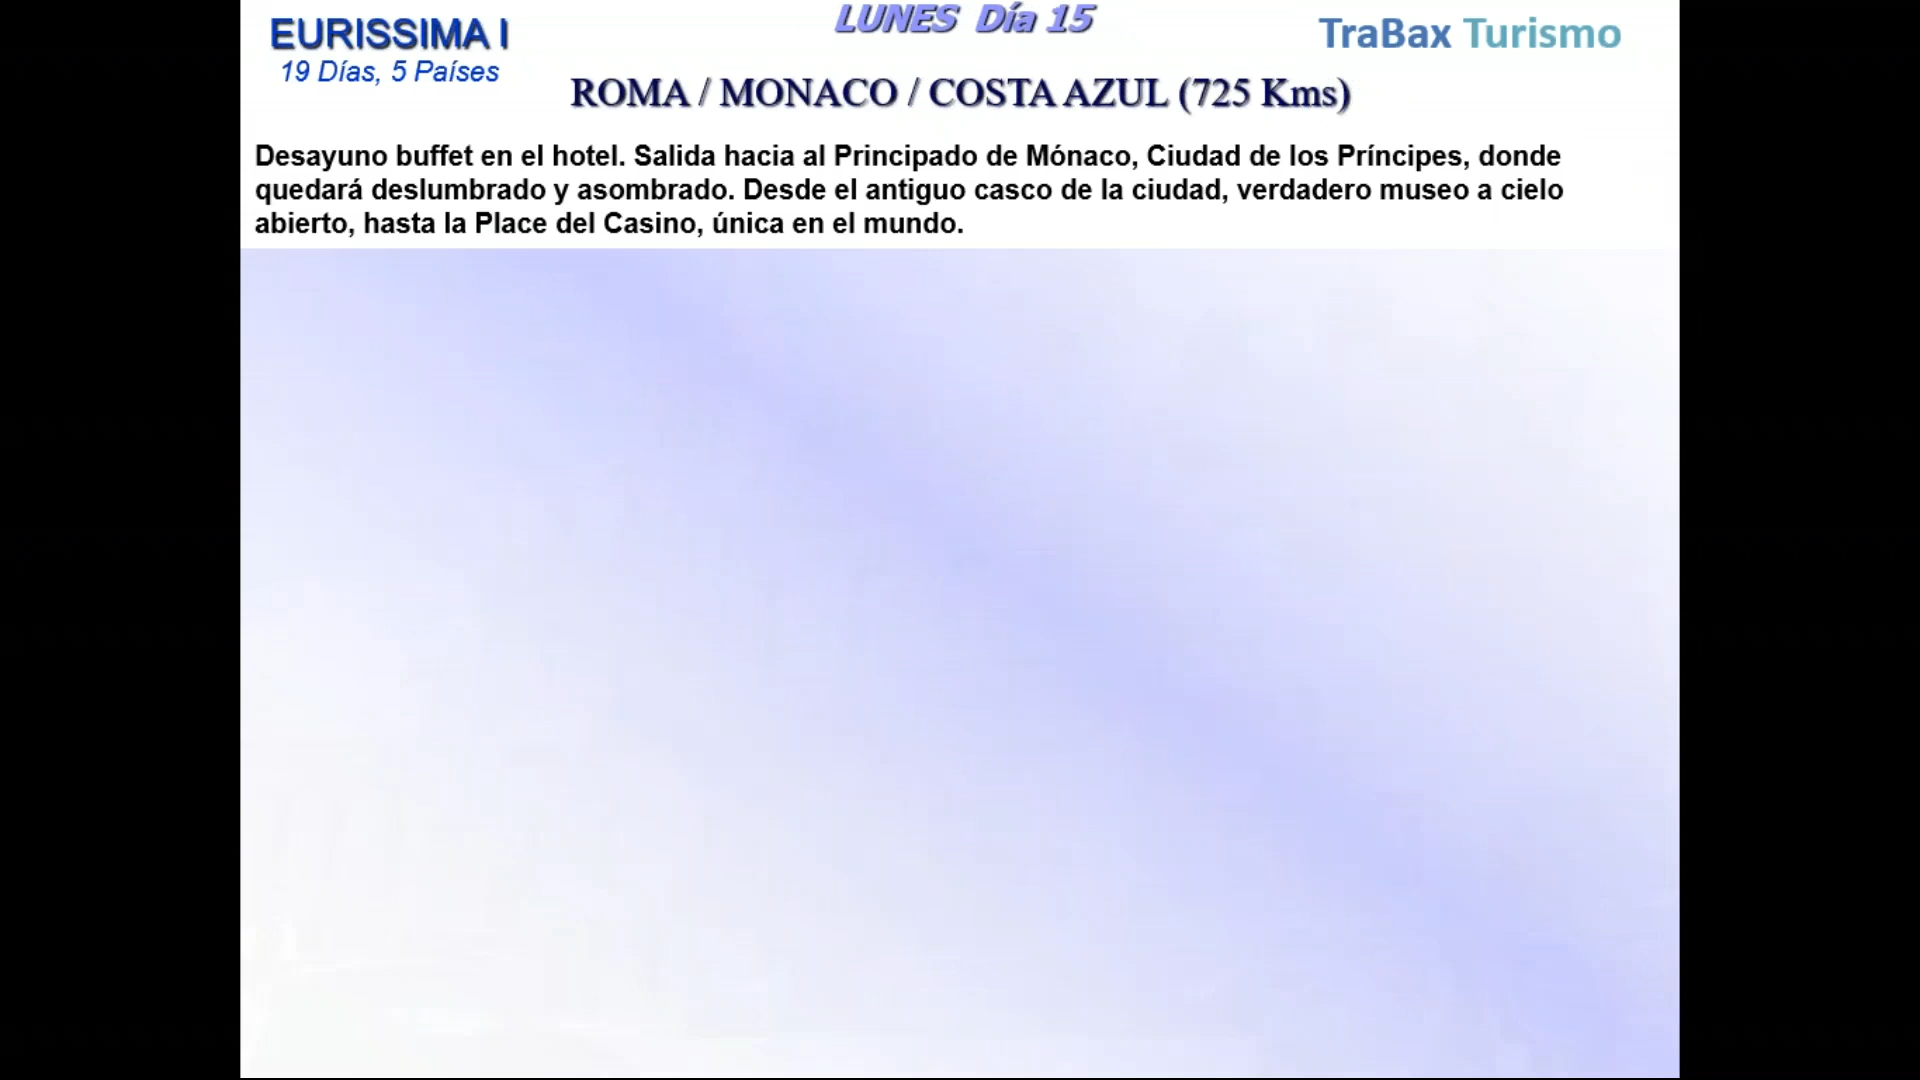 EURISSIMA I
19 Días, 5 Países
LUNES Día 15
TraBax Turismo
ROMA / MONACO / COSTA AZUL (725 Kms)
Desayuno buffet en el hotel. Salida hacia al Principado de Mónaco, Ciudad de los Príncipes, donde
quedará deslumbrado y asombrado. Desde el antiguo casco de la ciudad, verdadero museo a cielo
abierto, hasta la Place del Casino, única en el mundo.